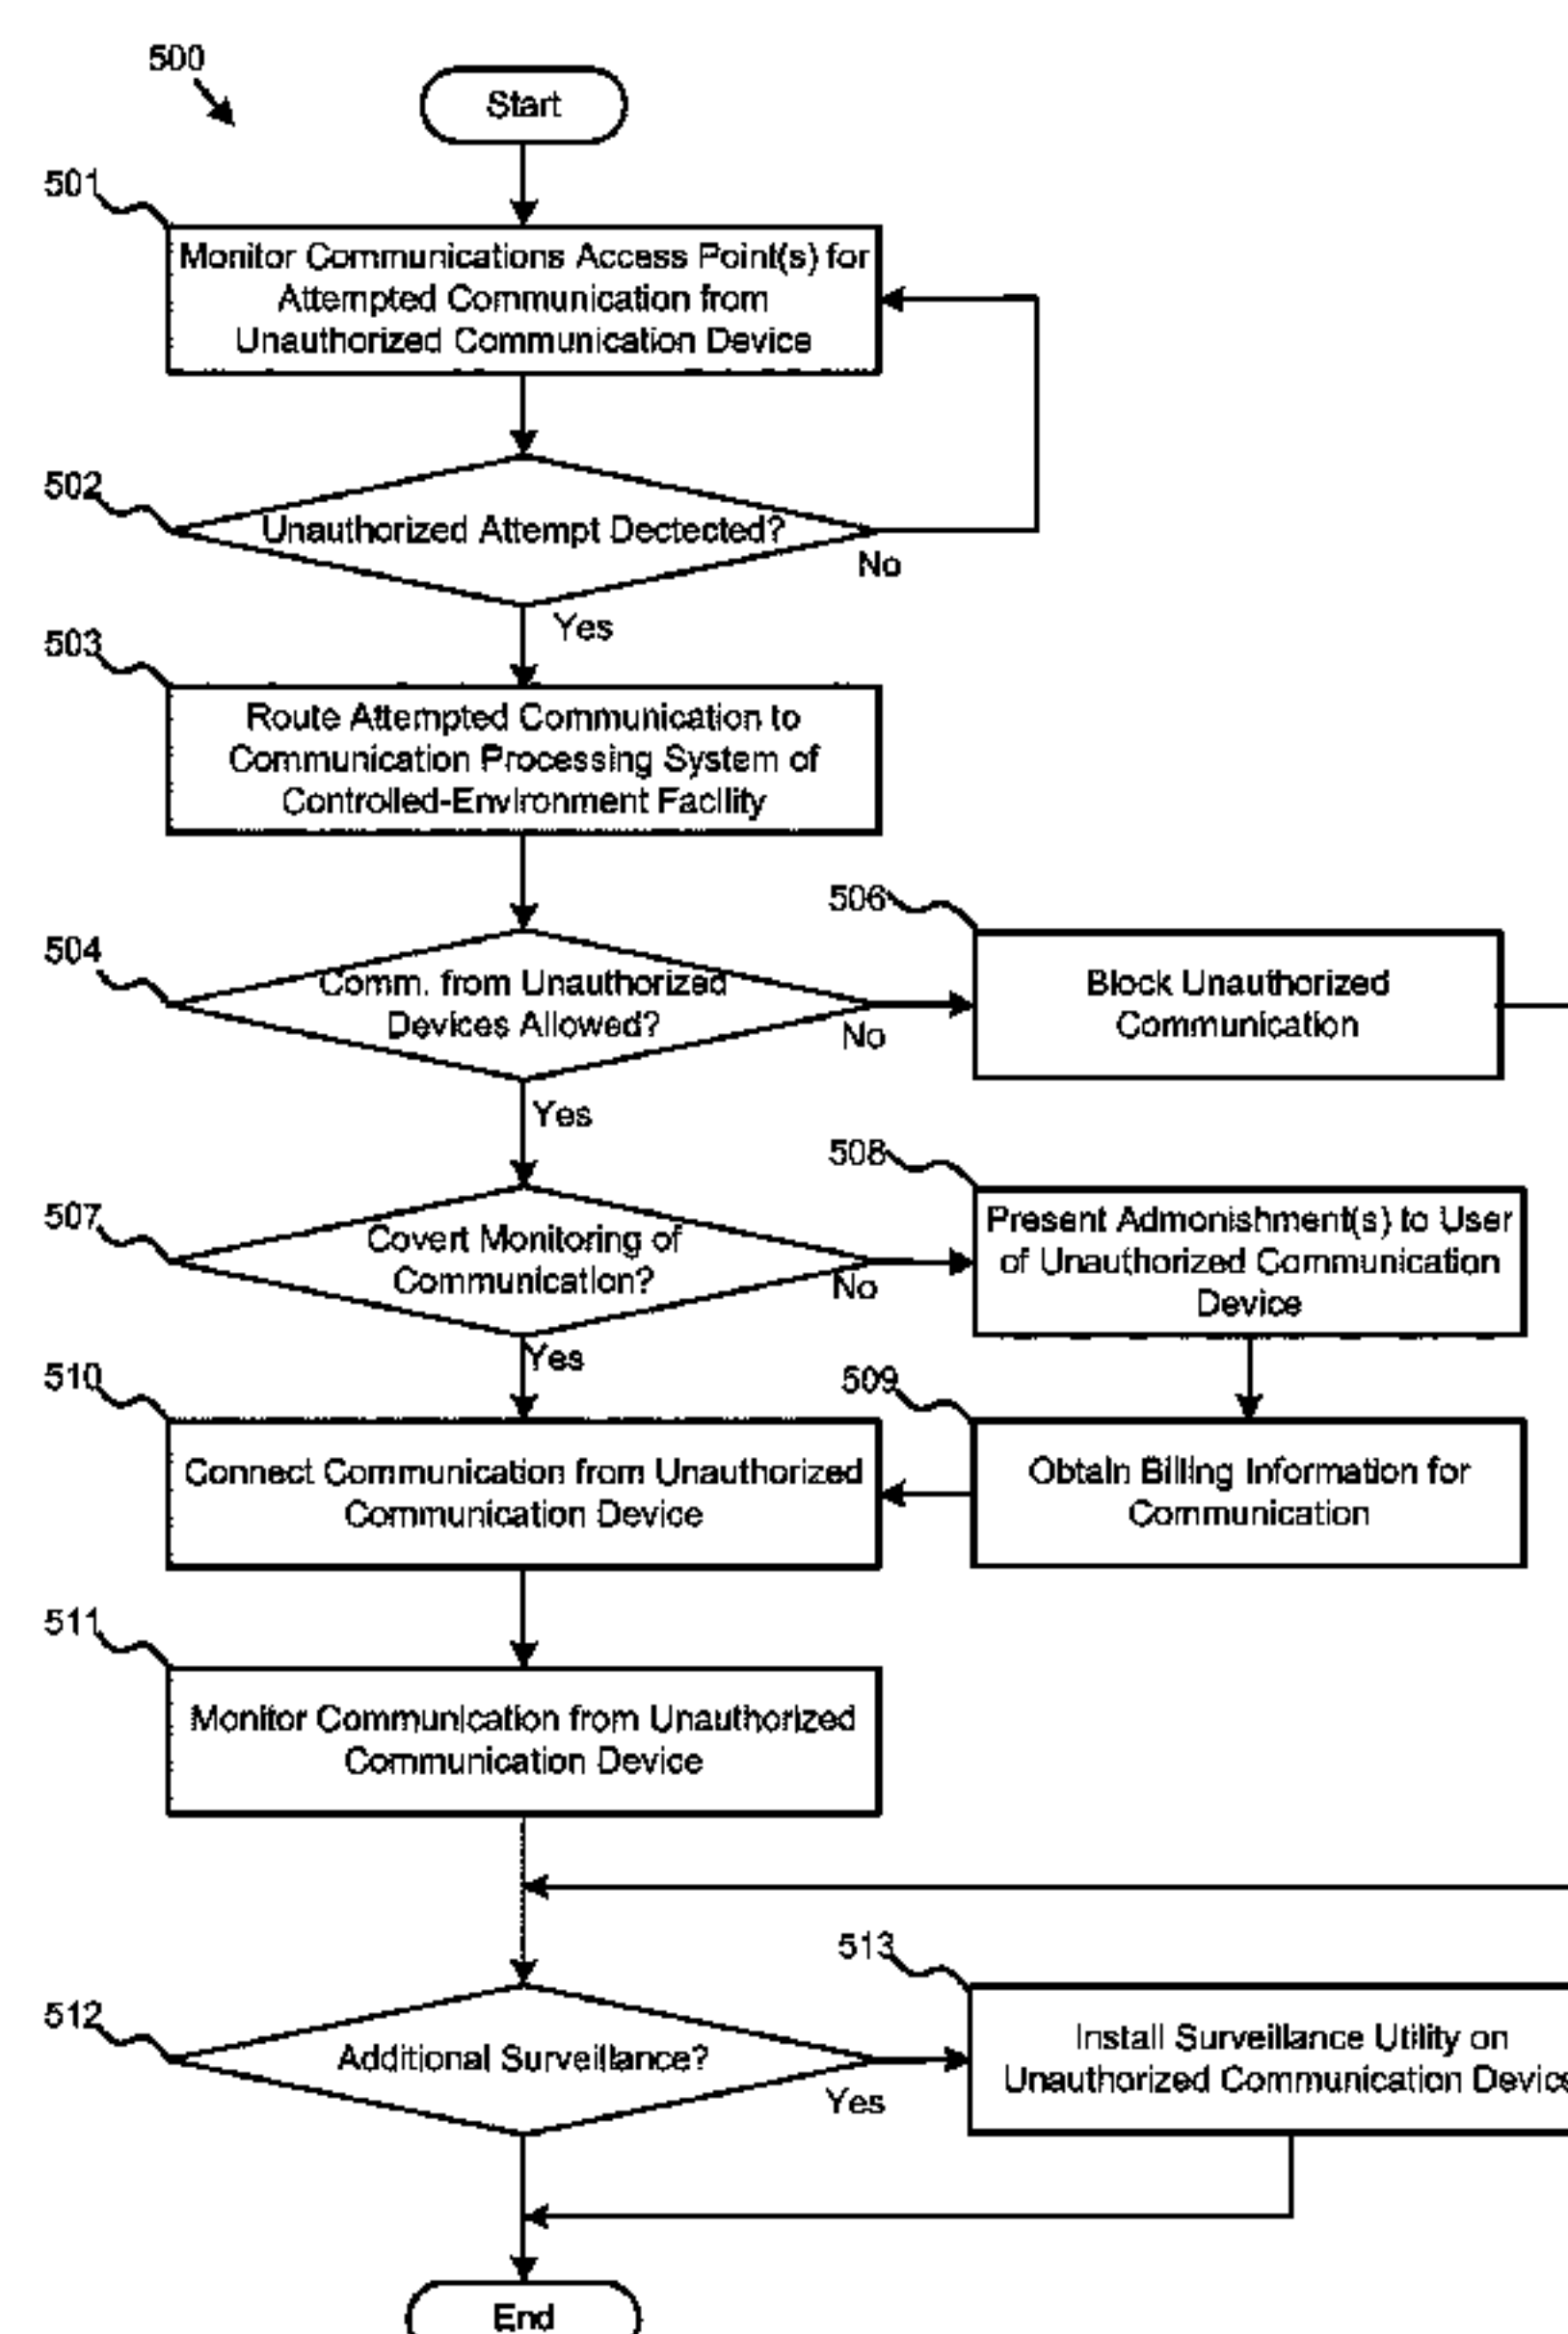 500
Start
501
Monitor Communications Access Point(s) for
Attempted Communication from
Unauthorized Communication Device
502
Unauthorized Attempt Dectected?
No
Yes
503
Route Attempted Communication to
Communication Processing System of
Controlled-Environment Facility
504
Comm. from Unauthorized
Devices Allowed?
No
Yes
506
Block Unauthorized
Communication
507
Covert Monitoring of
Communication?
No
Yes
508
Present Admonishment(s) to User
of Unauthorized Communication
Device
509
Obtain Billing Information for
Communication
510
Connect Communication from Unauthorized
Communication Device
511
Monitor Communication from Unauthorized
Communication Device
512
Additional Surveillance?
Yes
513
Install Surveillance Utility on
Unauthorized Communication Device
End